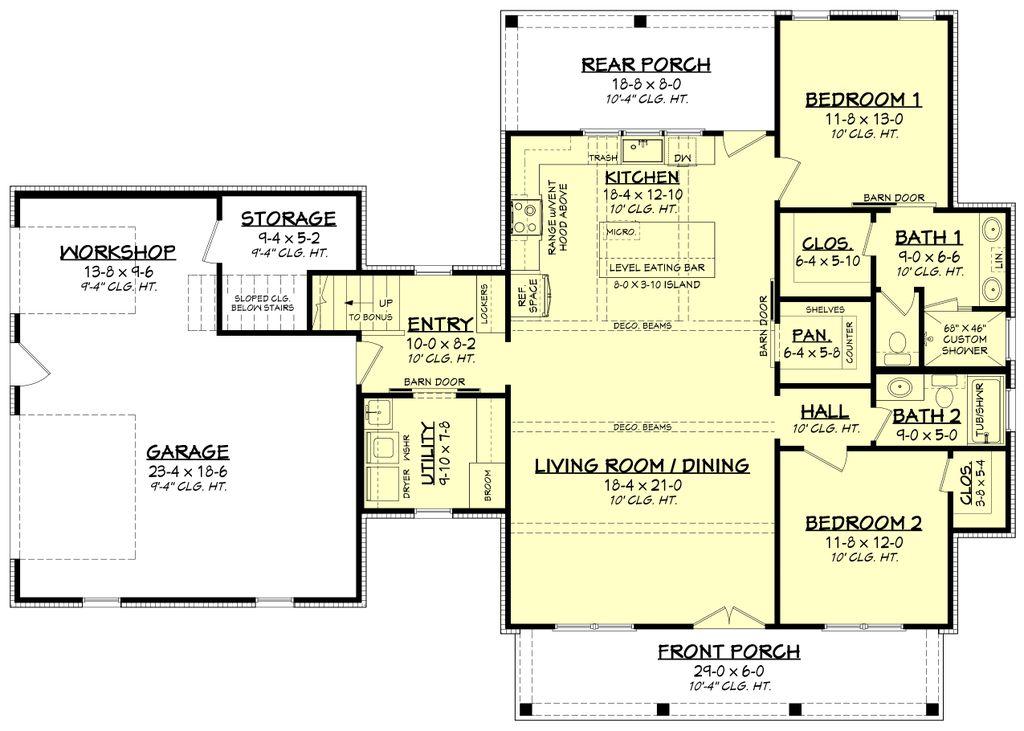 REAR PORCH
18-8 x 8-0
10'-4" CLG. HT.
BEDROOM 1
11-8 x 13-0
10' CLG. HT.
BARN DOOR
TRASH
DW
KITCHEN
18-4 x 12-10
10' CLG. HT.
RANGE W/VENT
HOOD ABOVE
MICRO.
LEVEL EATING BAR
8-0 x 3-10 ISLAND
REF.
SPACE
STORAGE
9-4 x 5-2
9'-4" CLG. HT.
WORKSHOP
13-8 x 9-6
9'-4" CLG. HT.
SLOPED CLG.
BELOW STAIRS
UP
TO BONUS
LOCKERS
ENTRY
10-0 x 8-2
10' CLG. HT.
BARN DOOR
CLOS.
6-4 x 5-10
BATH 1
9-0 x 6-6
10' CLG. HT.
LIN.
SHELVES
PAN.
6-4 x 5-8
COUNTER
BARN DOOR
68" X 46"
CUSTOM
SHOWER
DECO. BEAMS
HALL
10' CLG. HT.
BATH 2
9-0 x 5-0
TUB/SHWR
DECO. BEAMS
GARAGE
23-4 x 18-6
9'-4" CLG. HT.
DRYER
WSHR
UTILITY
9-10 x 7-8
BROOM
LIVING ROOM / DINING
18-4 x 21-0
10' CLG. HT.
CLOS.
3-8 x 5-4
BEDROOM 2
11-8 x 12-0
10' CLG. HT.
FRONT PORCH
29-0 x 6-0
10'-4" CLG. HT.